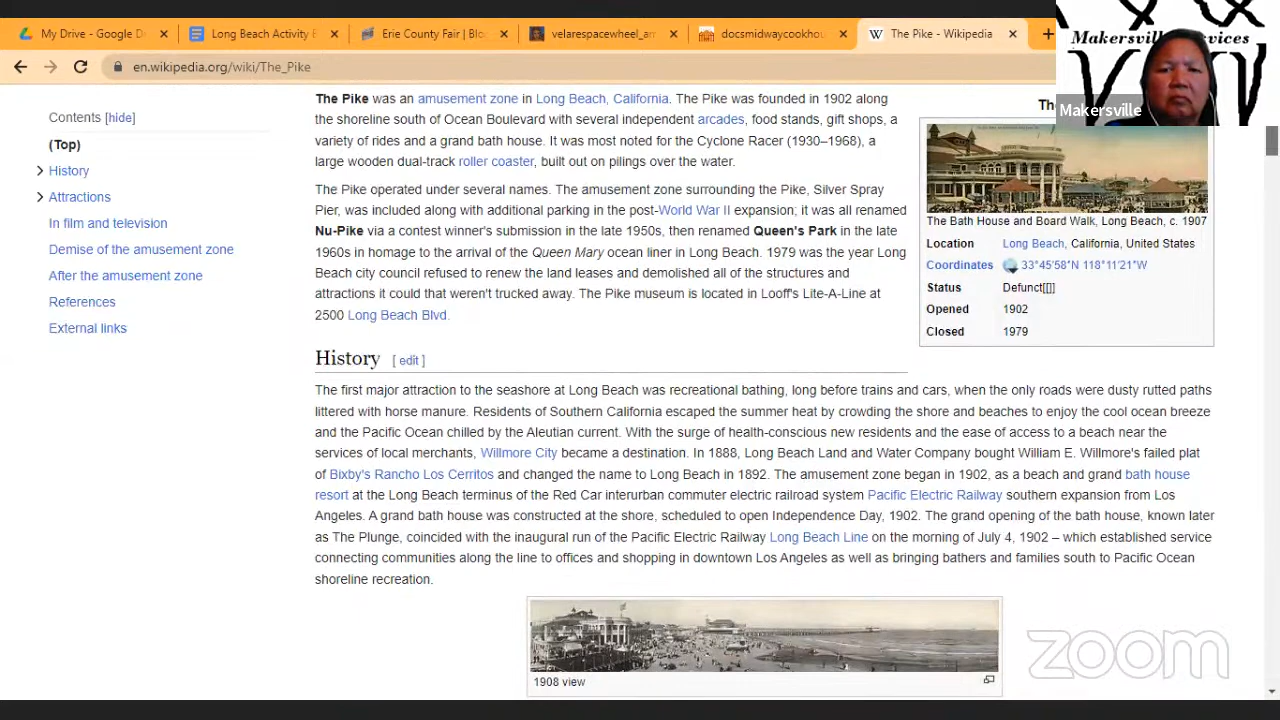 My Drive - Google D
Long Beach Activity E
Erie County Fair | Blo
velarespacewheel_am
docsmidwaycookhou
The Pike - Wikipedia
en.wikipedia.org/wiki/The_Pike
Makersville Services
Makersville
Contents [hide]
(Top)
History
Attractions
In film and television
Demise of the amusement zone
After the amusement zone
References
External links
The Pike was an amusement zone in Long Beach, California. The Pike was founded in 1902 along
the shoreline south of Ocean Boulevard with several independent arcades, food stands, gift shops, a
variety of rides and a grand bath house. It was most noted for the Cyclone Racer (1930–1968), a
large wooden dual-track roller coaster, built out on pilings over the water.
The Pike operated under several names. The amusement zone surrounding the Pike, Silver Spray
Pier, was included along with additional parking in the post-World War II expansion; it was all renamed
Nu-Pike via a contest winner's submission in the late 1950s, then renamed Queen's Park in the late
1960s in homage to the arrival of the Queen Mary ocean liner in Long Beach. 1979 was the year Long
Beach city council refused to renew the land leases and demolished all of the structures and
attractions it could that weren't trucked away. The Pike museum is located in Looff's Lite-A-Line at
2500 Long Beach Blvd.
The Bath House and Board Walk, Long Beach, c. 1907
Location Long Beach, California, United States
Coordinates 33°45′58″N 118°11′21″W
Status Defunct[[]]
Opened 1902
Closed 1979
History [ edit ]
The first major attraction to the seashore at Long Beach was recreational bathing, long before trains and cars, when the only roads were dusty rutted paths
littered with horse manure. Residents of Southern California escaped the summer heat by crowding the shore and beaches to enjoy the cool ocean breeze
and the Pacific Ocean chilled by the Aleutian current. With the surge of health-conscious new residents and the ease of access to a beach near the
services of local merchants, Willmore City became a destination. In 1888, Long Beach Land and Water Company bought William E. Willmore's failed plat
of Bixby's Rancho Los Cerritos and changed the name to Long Beach in 1892. The amusement zone began in 1902, as a beach and grand bath house
resort at the Long Beach terminus of the Red Car interurban commuter electric railroad system Pacific Electric Railway southern expansion from Los
Angeles. A grand bath house was constructed at the shore, scheduled to open Independence Day, 1902. The grand opening of the bath house, known later
as The Plunge, coincided with the inaugural run of the Pacific Electric Railway Long Beach Line on the morning of July 4, 1902 – which established service
connecting communities along the line to offices and shopping in downtown Los Angeles as well as bringing bathers and families south to Pacific Ocean
shoreline recreation.
1908 view
zoom